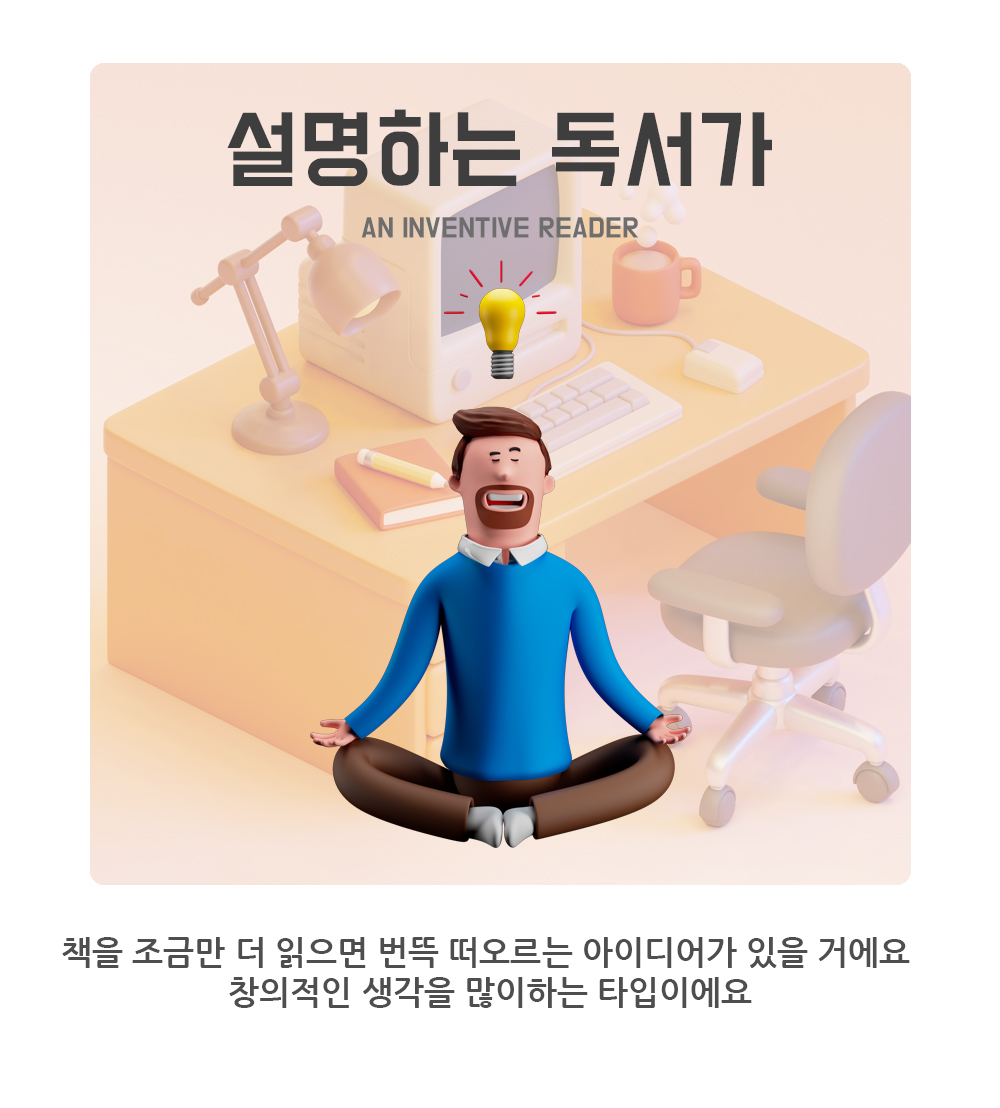 설명하는 독서가
AN INVENTIVE READER
책을 조금만 더 읽으면 번뜩 떠오르는 아이디어가 있을 거에요
창의적인 생각을 많이하는 타입이에요